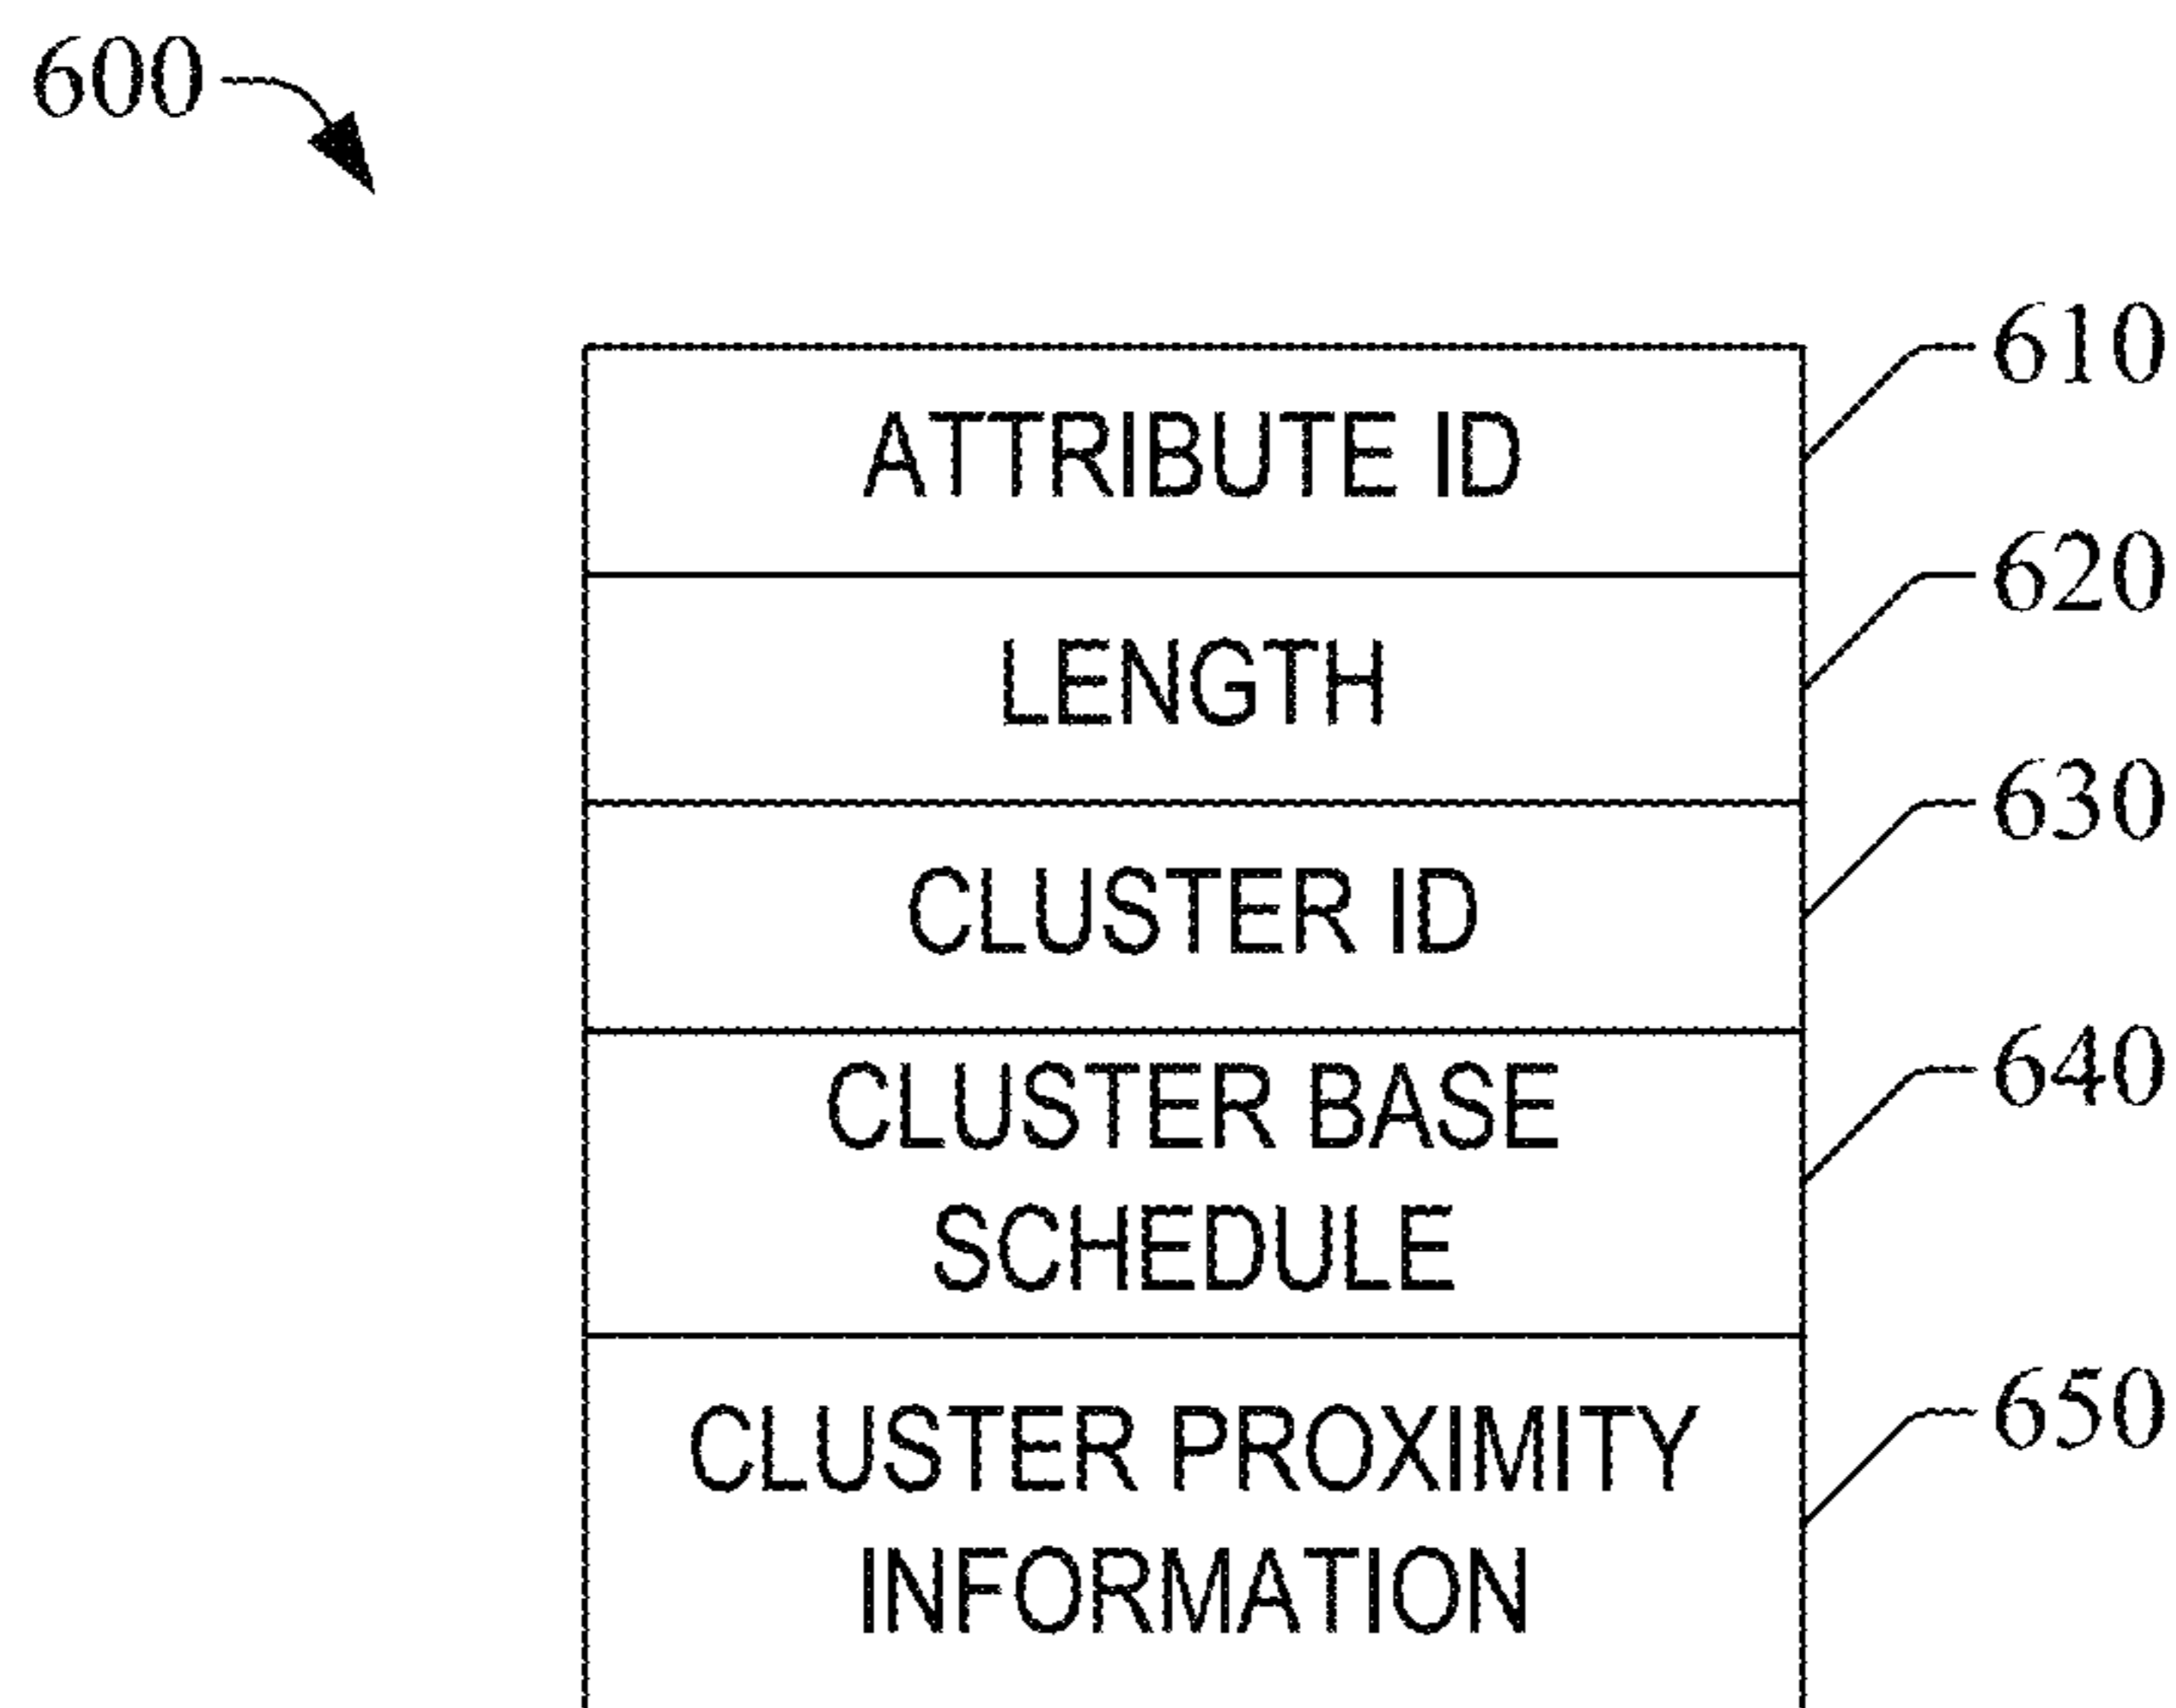 600
ATTRIBUTE ID
610
LENGTH
620
CLUSTER ID
630
CLUSTER BASE
SCHEDULE
640
CLUSTER PROXIMITY
INFORMATION
650